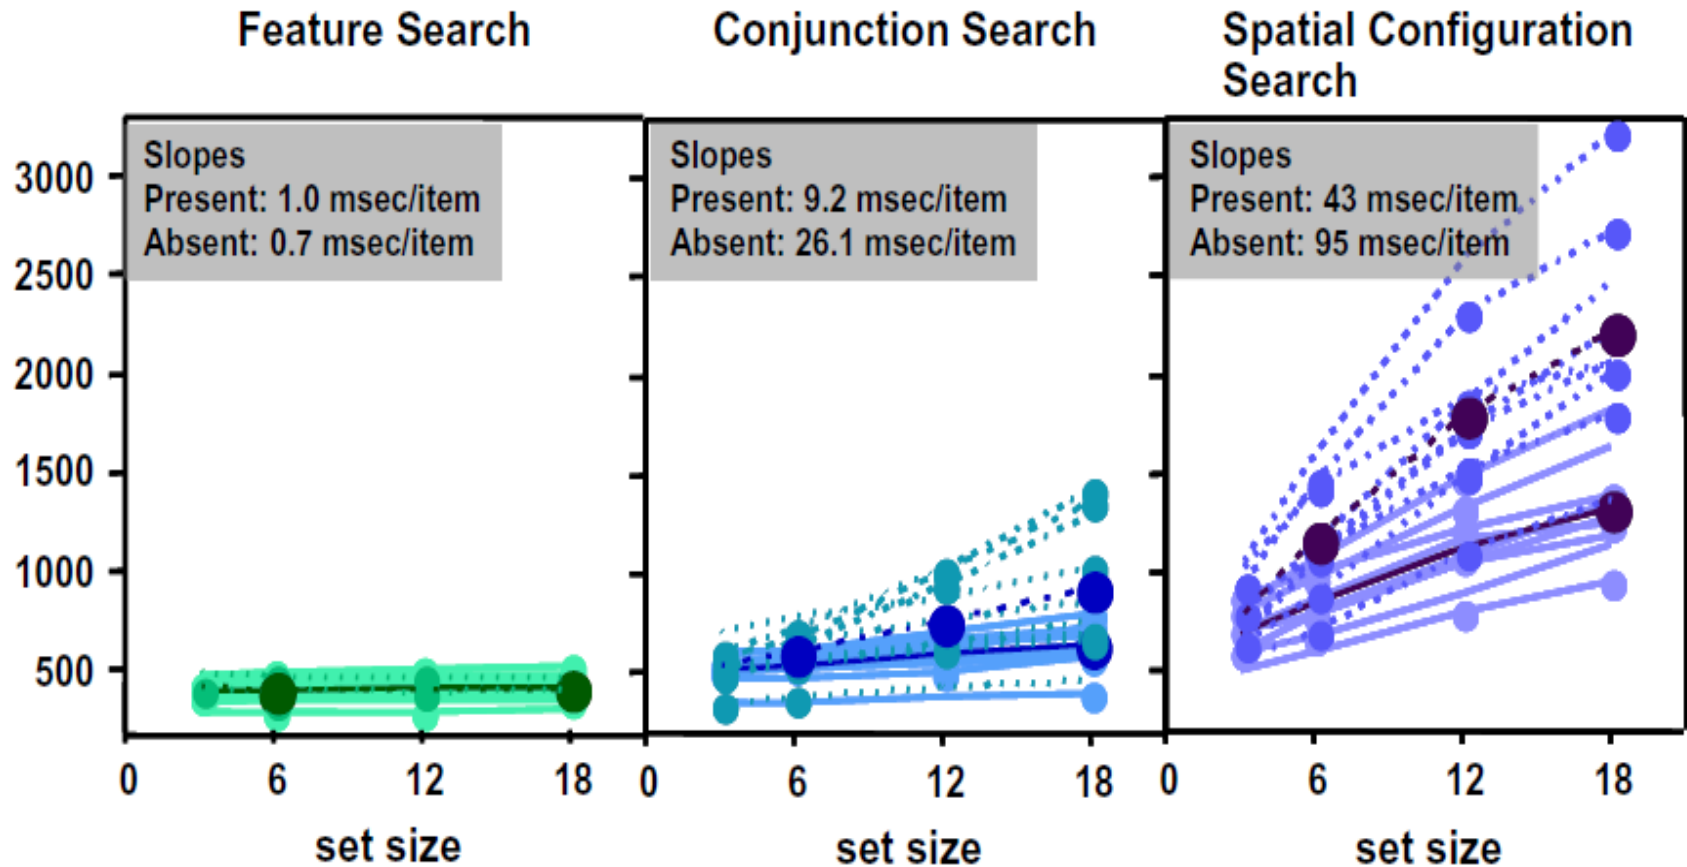 Feature Search
Conjunction Search
Spatial Configuration
Search
Slopes
Present: 1.0 msec/item
Absent: 0.7 msec/item
Slopes
Present: 9.2 msec/item
Absent: 26.1 msec/item
Slopes
Present: 43 msec/item
Absent: 95 msec/item
3000
2500
2000
1500
1000
500
0 6 12 18
0 6 12 18
0 6 12 18
set size
set size
set size